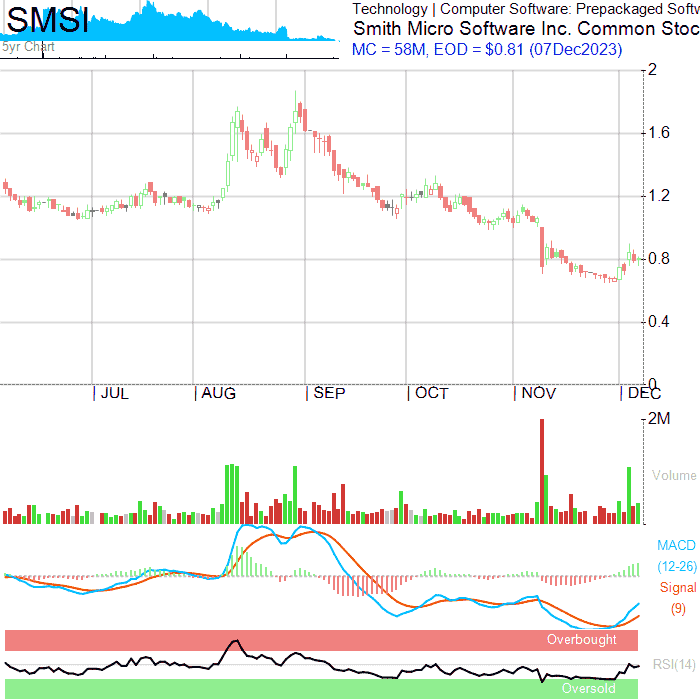 SMSI
5yr Chart
Technology | Computer Software: Prepackaged Softw
Smith Micro Software Inc. Common Stoc
MC = 58M, EOD = $0.81 (07Dec2023)
2
1.6
1.2
0.8
0.4
0
JUL AUG SEP OCT NOV DEC
2M
Volume
MACD
(12-26)
Signal
(9)
Overbought
RSI(14)
Oversold